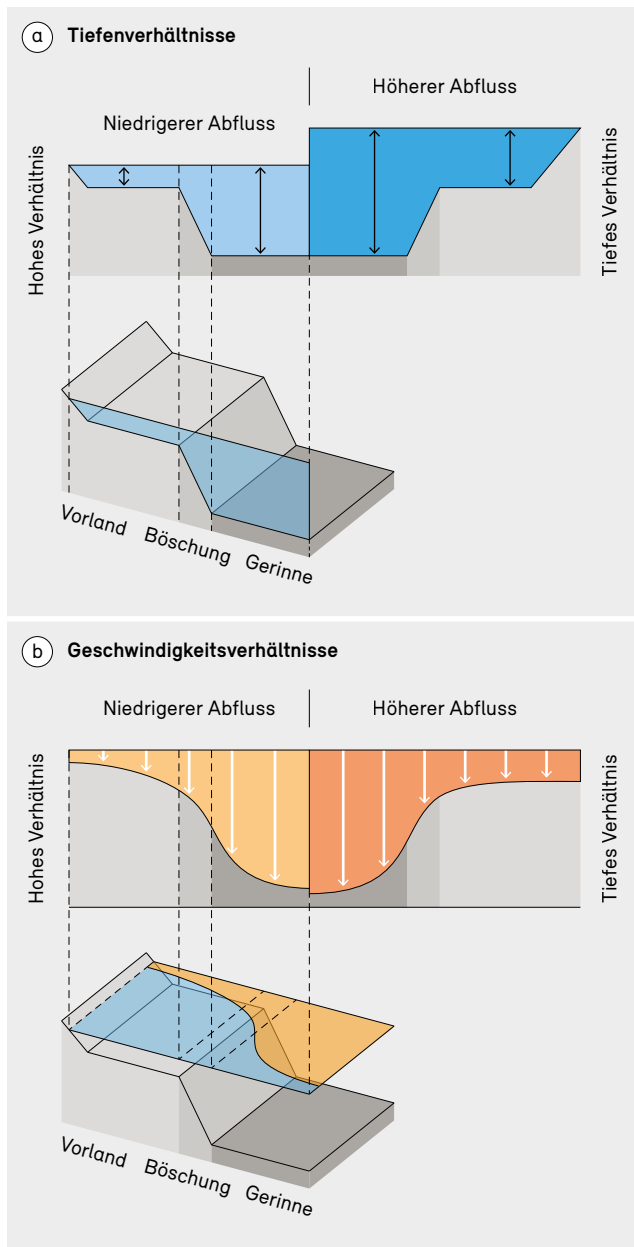 a Tiefenverhältnisse
Höherer Abfluss
Niedrigerer Abfluss
Hohes Verhältnis
Tiefes Verhältnis
Vorland
Böschung
Gerinne
b Geschwindigkeitsverhältnisse
Niedrigerer Abfluss
Höherer Abfluss
Hohes Verhältnis
Tiefes Verhältnis
Vorland
Böschung
Gerinne